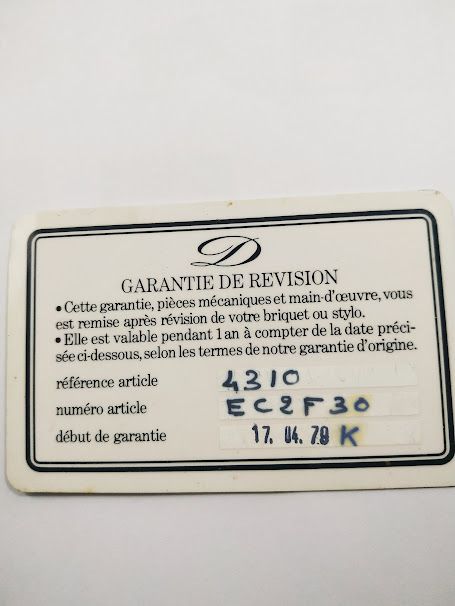 D
GARANTIE DE REVISION
• Cette garantie, pièces mécaniques et main-d'œuvre, vous
est remise après révision de votre briquet ou stylo.
• Elle est valable pendant 1 an à compter de la date préci-
sée ci-dessous, selon les termes de notre garantie d'origine.
référence article 4310
numéro article EC2F30
début de garantie 17. 04. 79 K